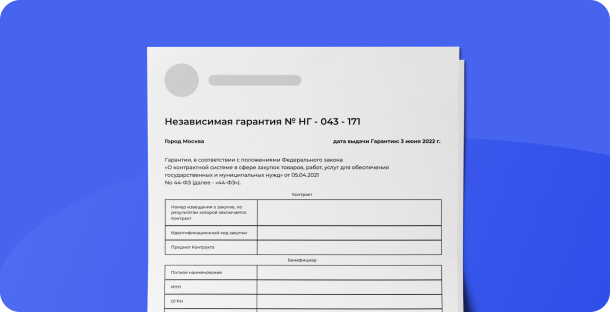 Независимая гарантия № НГ - 043 - 171
Город Москва дата выдачи Гарантии: 3 июня 2022 г.
Гарантии, в соответствии с положениями Федерального закона
«О контрактной системе в сфере закупок товаров, работ, услуг для обеспечения
государственных и муниципальных нужд» от 05.04.2021
No 44-ФЗ (далее - «44-ФЗ»).
Контракт
Номер извещения о закупке, по
результатам которой заключается
Контракт
Идентификационный код закупки
Предмет Контракта
Бенефициар
Полное наименование
ИНН
ОГРН